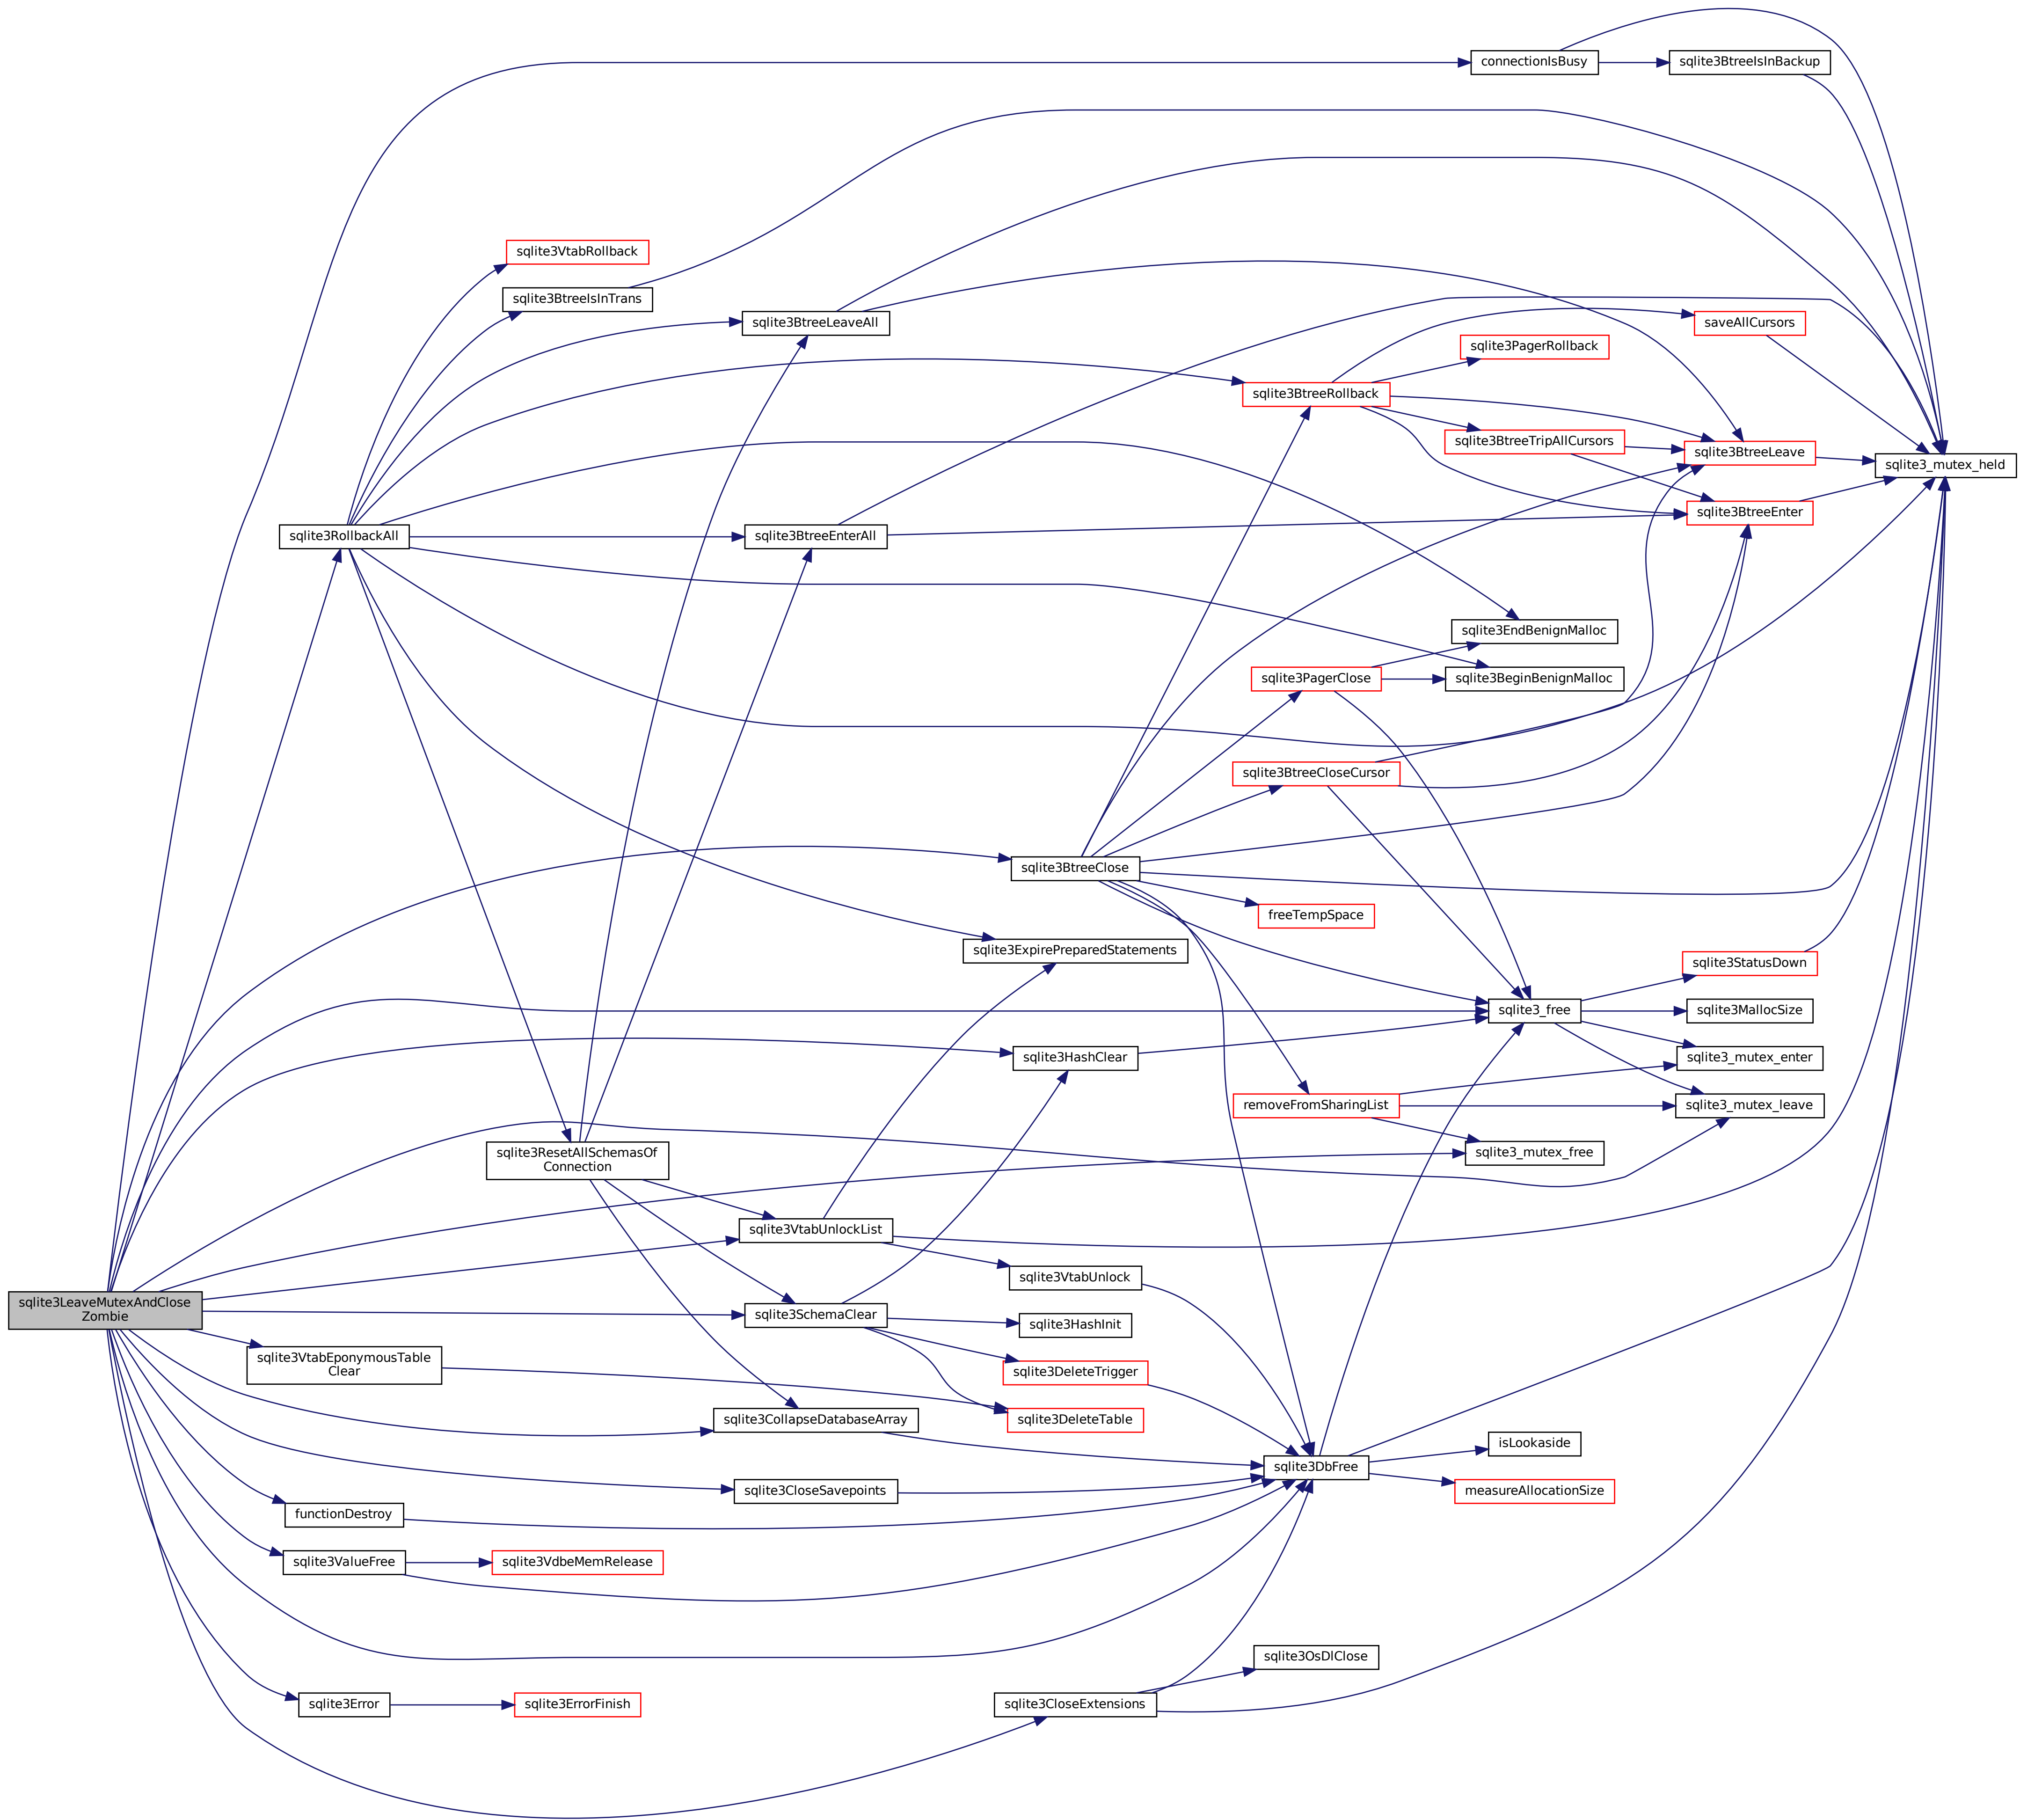 connectionIsBusy
sqlite3BtreeIsInBackup
sqlite3VtabRollback
sqlite3BtreeIsInTrans
sqlite3BtreeLeaveAll
saveAllCursors
sqlite3PagerRollback
sqlite3BtreeRollback
sqlite3BtreeTripAllCursors
sqlite3BtreeLeave
sqlite3_mutex_held
sqlite3BtreeEnter
sqlite3RollbackAll
sqlite3BtreeEnterAll
sqlite3EndBenignMalloc
sqlite3PagerClose
sqlite3BeginBenignMalloc
sqlite3BtreeCloseCursor
sqlite3BtreeClose
freeTempSpace
sqlite3ExpirePreparedStatements
sqlite3StatusDown
sqlite3_free
sqlite3MallocSize
sqlite3HashClear
sqlite3_mutex_enter
removeFromSharingList
sqlite3_mutex_leave
sqlite3_mutex_free
sqlite3ResetAllSchemasOf
Connection
sqlite3VtabUnlockList
sqlite3VtabUnlock
sqlite3LeaveMutexAndClose
Zombie
sqlite3SchemaClear
sqlite3HashInit
sqlite3VtabEponymousTable
Clear
sqlite3DeleteTrigger
sqlite3CollapseDatabaseArray
sqlite3DeleteTable
isLookaside
sqlite3DbFree
sqlite3CloseSavepoints
measureAllocationSize
functionDestroy
sqlite3ValueFree
sqlite3VdbeMemRelease
sqlite3OsDlClose
sqlite3Error
sqlite3ErrorFinish
sqlite3CloseExtensions